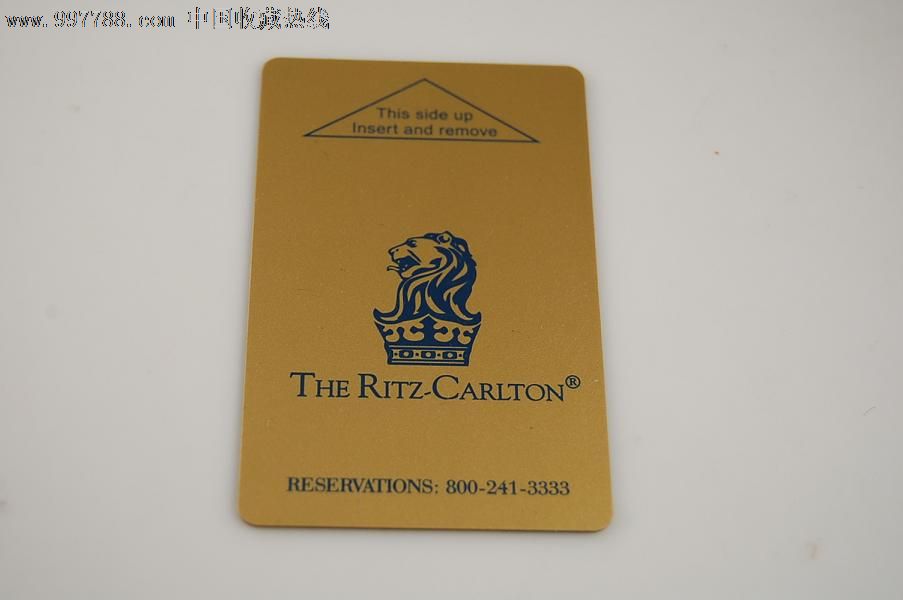 www.997788.com 中国收藏热线
This side up
Insert and remove
THE RITZ-CARLTON®
RESERVATIONS: 800-241-3333